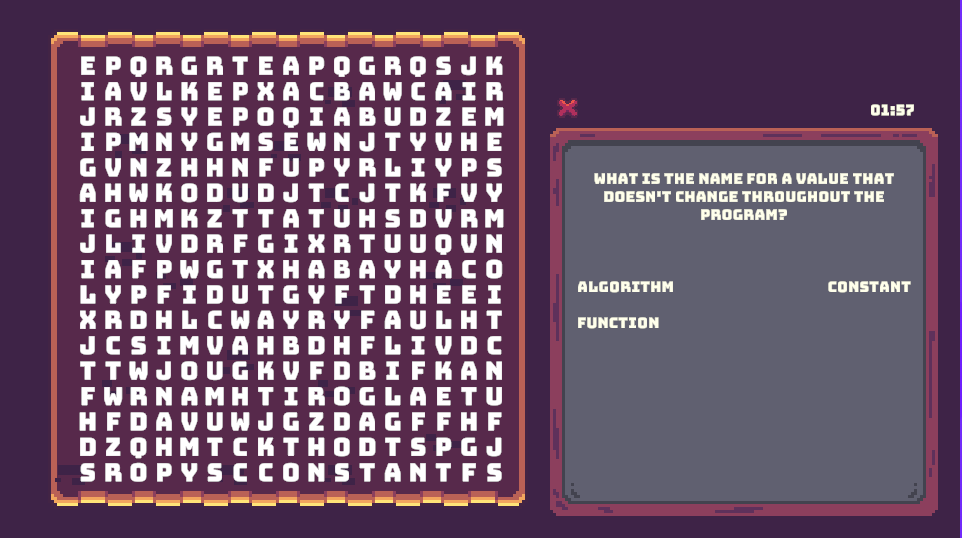 E P Q R G R T E A P Q G R Q S J K
I A V L K E P X A C B A W C A I R
J R Z S Y E P O Q I A B U D Z E M
I P M N Y G M S E W N J T Y V H E
G V N Z H H N F U P Y R L I Y P S
A H W K O D U D J T C J T K F V Y
I G H M K Z T T A T U H S D V R M
J L I V D R F G I X R T U U Q V N
I A F P W G T X H A B A Y H A C O
L Y P F I D U T G Y F T D H E E I
X R D H L C W A Y R Y F A U L H T
J C S I M V A H B D H F L I V D C
T T W J O U G K V F D B I F K A N
F W R N A M H T I R O G L A E T U
H F D A V U W J G Z D A G F F H F
D Z Q H M T C K T H O D T S P G J
S R O P Y S C C O N S T A N T F S
01:57
WHAT IS THE NAME FOR A VALUE THAT
DOESN'T CHANGE THROUGHOUT THE
PROGRAM?
ALGORITHM CONSTANT
FUNCTION